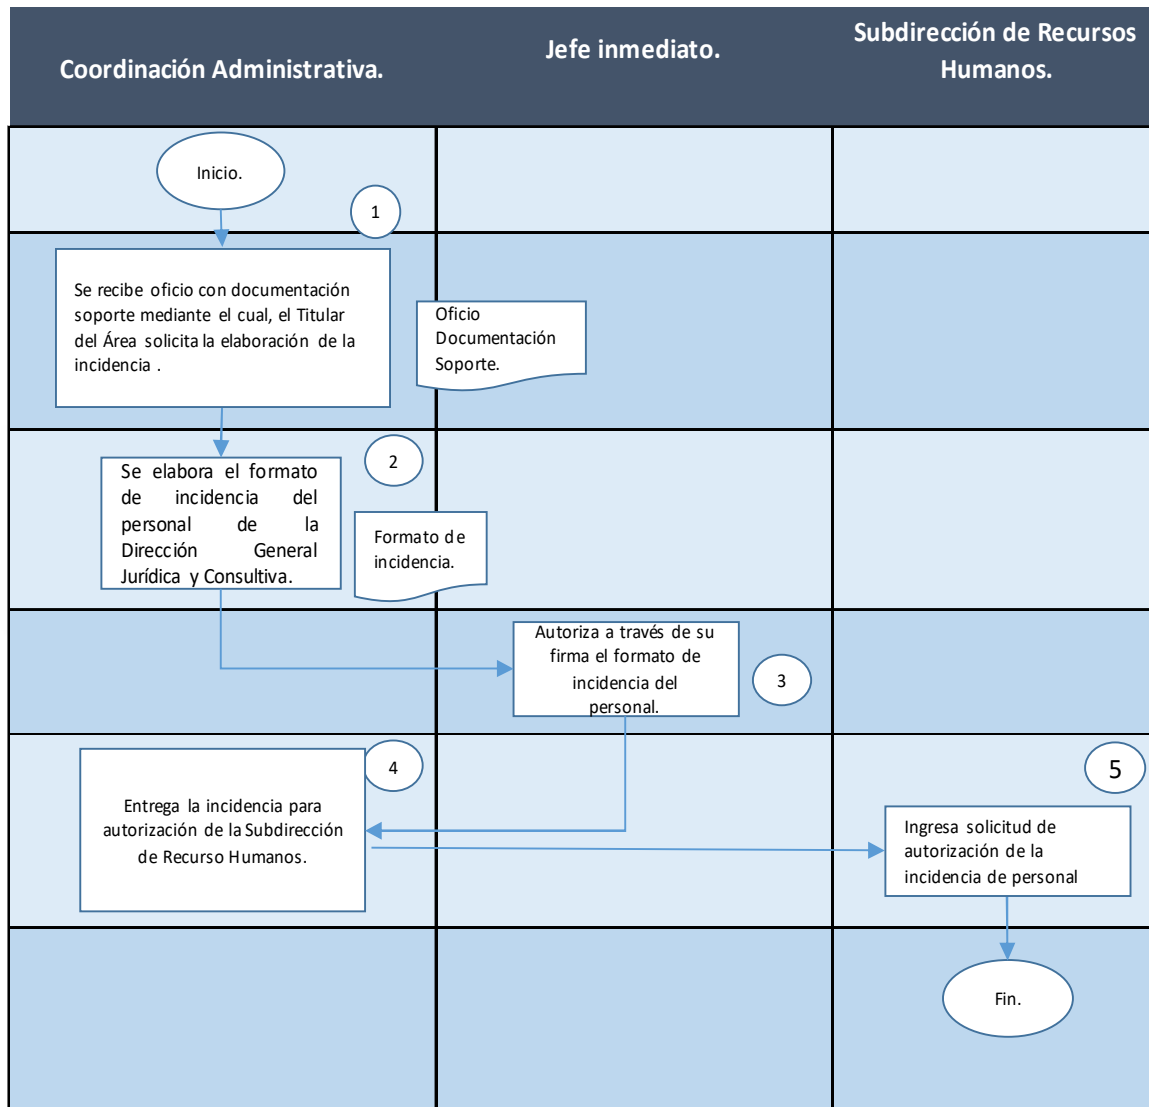 Coordinación Administrativa.
Jefe inmediato.
Subdirección de Recursos
Humanos.
Inicio.
1
Se recibe oficio con documentación
soporte mediante el cual, el Titular
del Área solicita la elaboración de la
incidencia .
Oficio
Documentación
Soporte.
2
Se elabora el formato
de incidencia del
personal de la
Dirección General
Jurídica y Consultiva.
Formato de
incidencia.
Autoriza a través de su
firma el formato de
incidencia del
personal.
3
4
Entrega la incidencia para
autorización de la Subdirección
de Recurso Humanos.
5
Ingresa solicitud de
autorización de la
incidencia de personal
Fin.